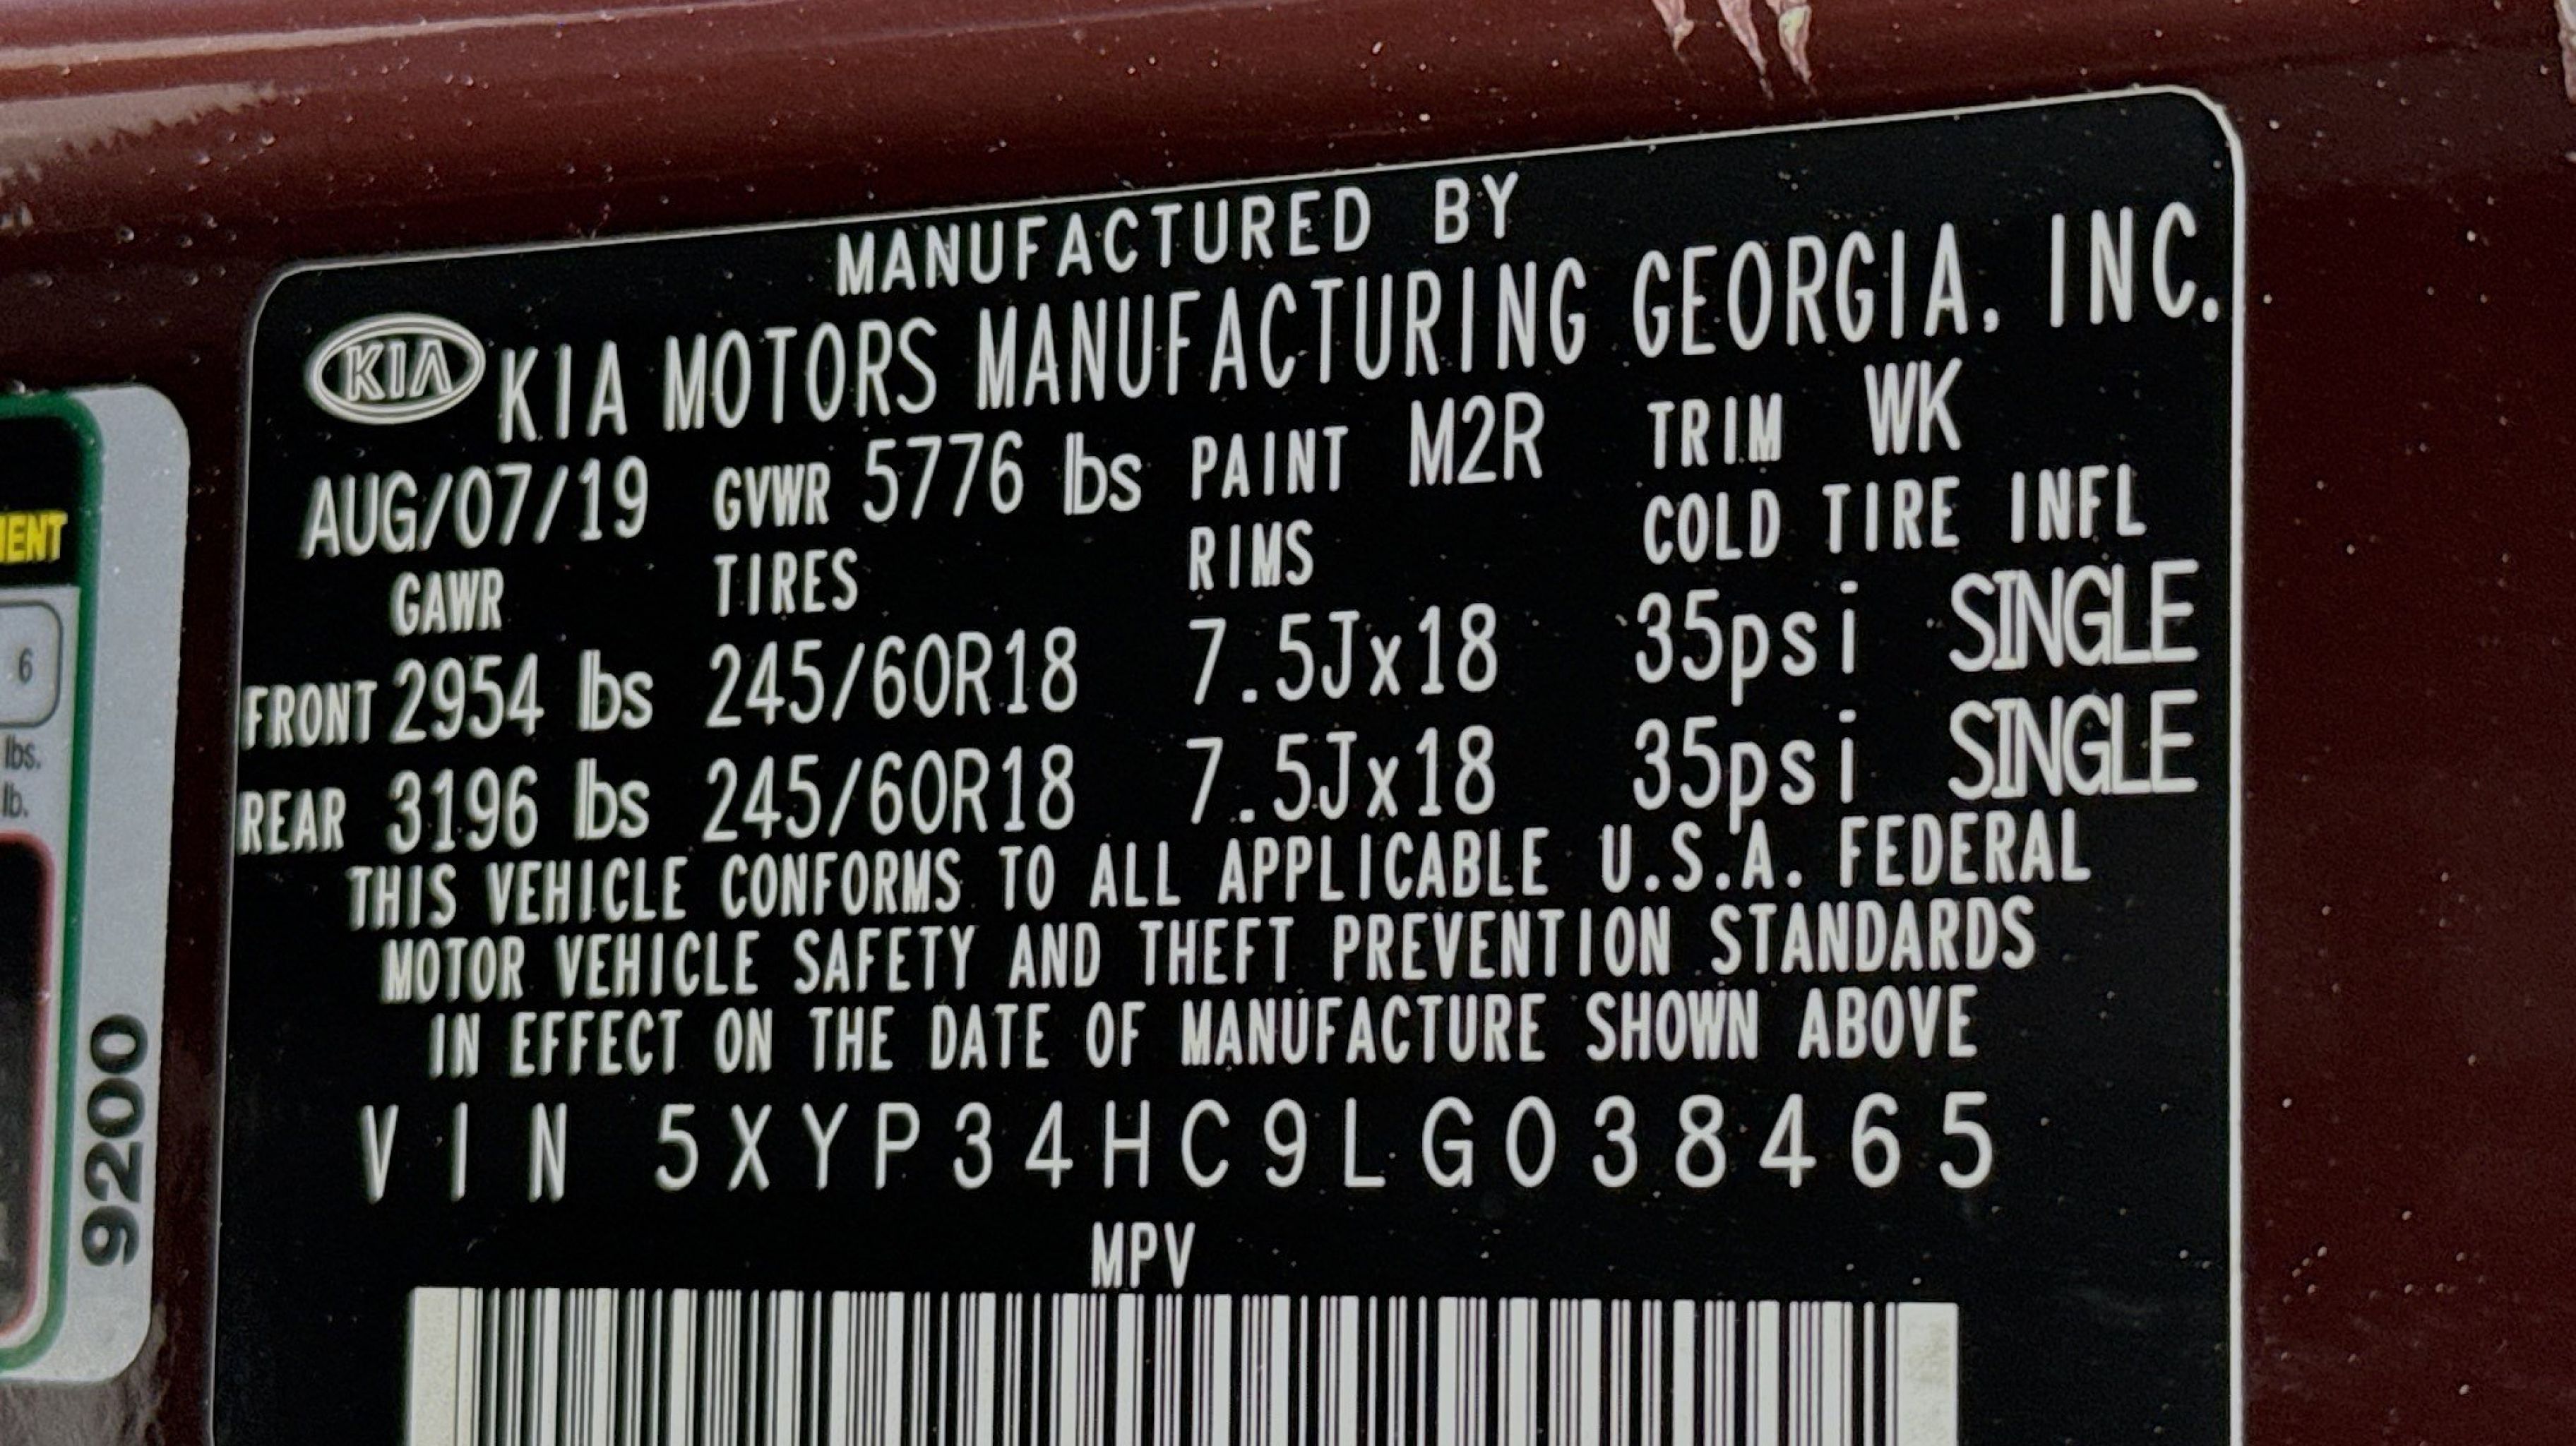 MANUFACTURED BY
KIA KIA MOTORS MANUFACTURING GEORGIA, INC.
AUG/07/19 GVWR 5776 lbs PAINT M2R TRIM WK
GAWR TIRES RIMS COLD TIRE INFL
FRONT 2954 lbs 245/60R18 7.5Jx18 35psi SINGLE
REAR 3196 lbs 245/60R18 7.5Jx18 35psi SINGLE
THIS VEHICLE CONFORMS TO ALL APPLICABLE U.S.A. FEDERAL
MOTOR VEHICLE SAFETY AND THEFT PREVENTION STANDARDS
IN EFFECT ON THE DATE OF MANUFACTURE SHOWN ABOVE
VIN 5XYP34HC9LG038465
MPV
6
lbs.
lb.
9200